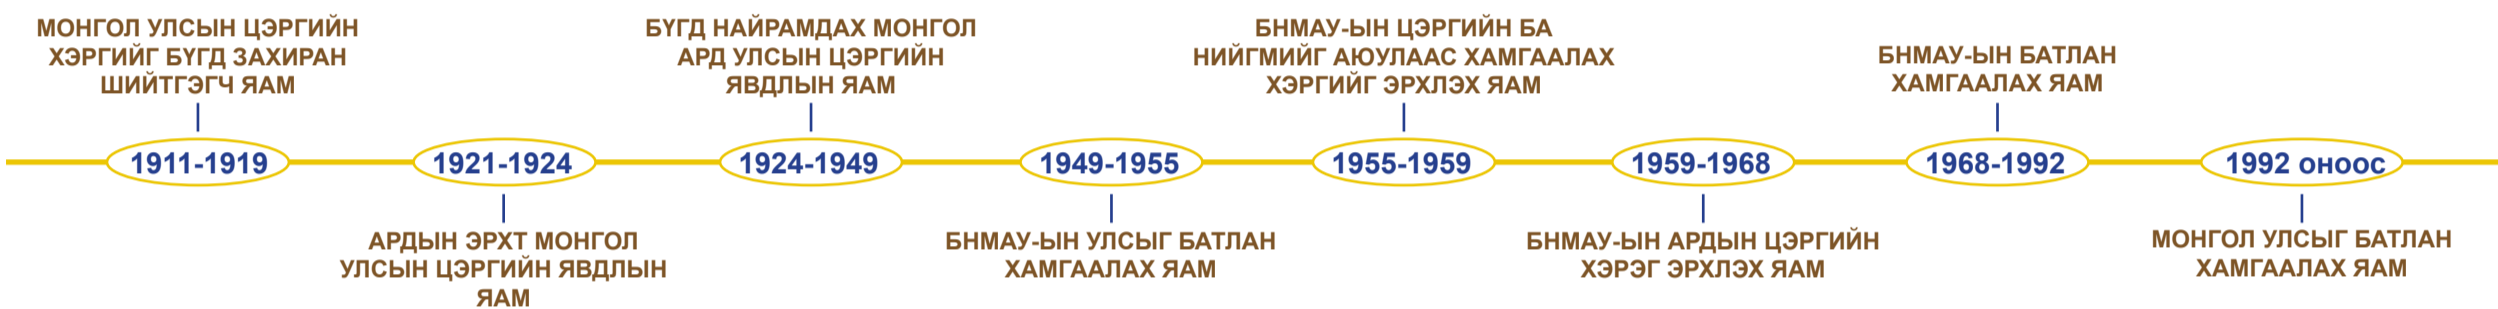 МОНГОЛ УЛСЫН ЦЭРГИЙН
ХЭРГИЙГ БҮГД ЗАХИРАН
ШИЙТГЭГЧ ЯАМ
1911-1919
1921-1924
АРДЫН ЭРХТ МОНГОЛ
УЛСЫН ЦЭРГИЙН ЯВДЛЫН
ЯАМ
БҮГД НАЙРАМДАХ МОНГОЛ
АРД УЛСЫН ЦЭРГИЙН
ЯВДЛЫН ЯАМ
1924-1949
1949-1955
БНМАУ-ЫН УЛСЫГ БАТЛАН
ХАМГААЛАХ ЯАМ
БНМАУ-ЫН ЦЭРГИЙН БА
НИЙГМИЙГ АЮУЛААС ХАМГААЛАХ
ХЭРГИЙГ ЭРХЛЭХ ЯАМ
1955-1959
1959-1968
БНМАУ-ЫН АРДЫН ЦЭРГИЙН
ХЭРЭГ ЭРХЛЭХ ЯАМ
БНМАУ-ЫН БАТЛАН
ХАМГААЛАХ ЯАМ
1968-1992
1992 оноос
МОНГОЛ УЛСЫГ БАТЛАН
ХАМГААЛАХ ЯАМ